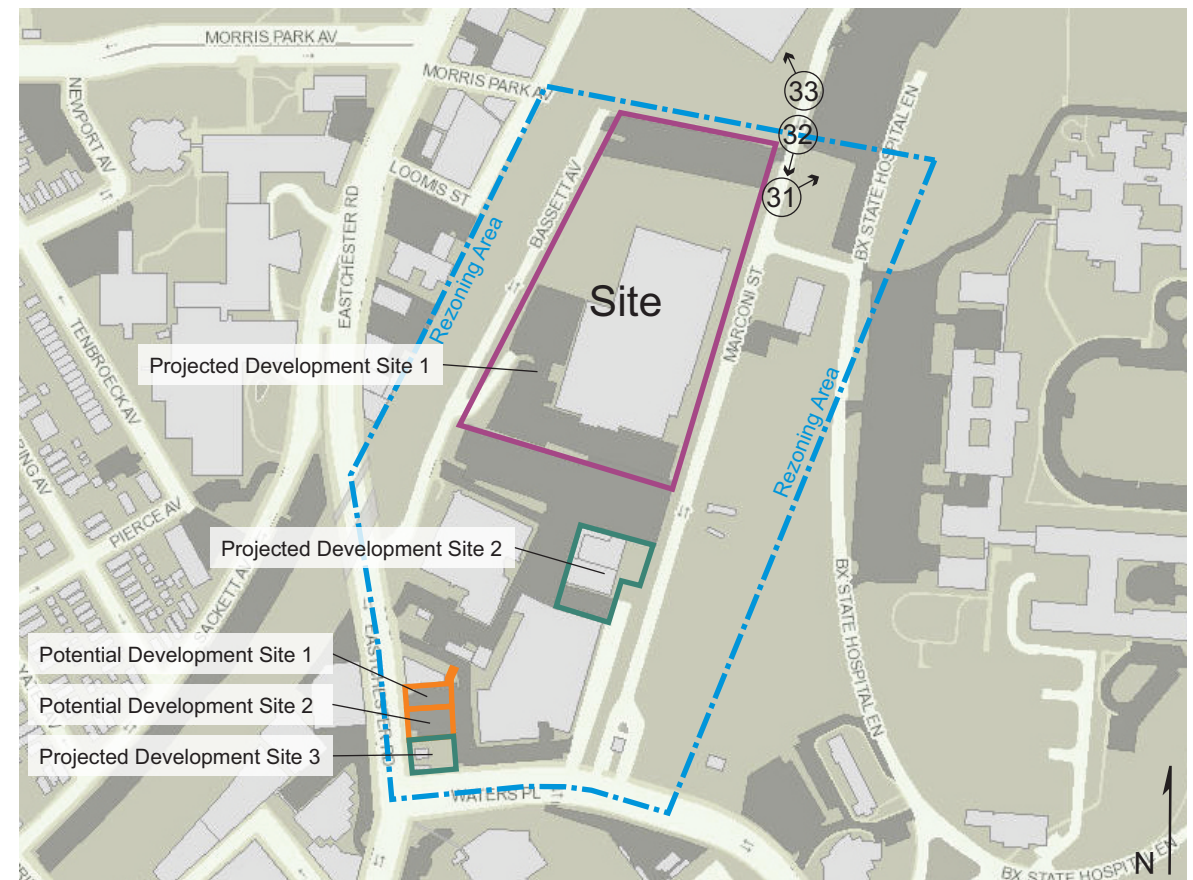 MORRIS PARK AV
MORRIS PARK AV
NEWPORT AV
LOOMIS ST
EASTCHESTER RD
BASSETT AV
BX STATE HOSPITAL EN
33
32
31
Rezoning Area
Site
MARCONI ST
Projected Development Site 1
TENBROECK AV
PIERCE AV
SACKETT AV
Rezoning Area
Projected Development Site 2
BX STATE HOSPITAL EN
EASTCHESTER RD
Potential Development Site 1
Potential Development Site 2
Projected Development Site 3
WATERS PL
BX STATE HOSPITAL EN
N